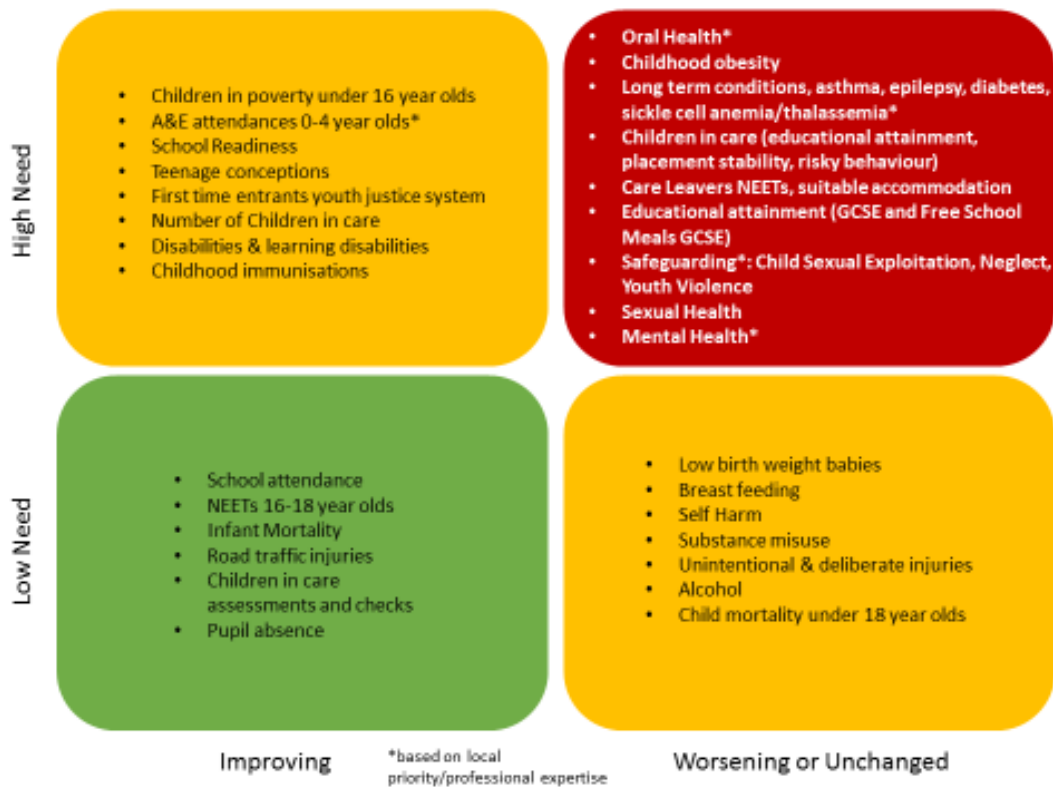 High Need
• Children in poverty under 16 year olds
• A&E attendances 0-4 year olds*
• School Readiness
• Teenage conceptions
• First time entrants youth justice system
• Number of Children in care
• Disabilities & learning disabilities
• Childhood immunisations
• Oral Health*
• Childhood obesity
• Long term conditions, asthma, epilepsy, diabetes,
sickle cell anemia/thalassemia*
• Children in care (educational attainment,
placement stability, risky behaviour)
• Care Leavers NEETs, suitable accommodation
• Educational attainment (GCSE and Free School
Meals GCSE)
• Safeguarding*: Child Sexual Exploitation, Neglect,
Youth Violence
• Sexual Health
• Mental Health*
Low Need
• School attendance
• NEETs 16-18 year olds
• Infant Mortality
• Road traffic injuries
• Children in care
assessments and checks
• Pupil absence
• Low birth weight babies
• Breast feeding
• Self Harm
• Substance misuse
• Unintentional & deliberate injuries
• Alcohol
• Child mortality under 18 year olds
Improving
*based on local
priority/professional expertise
Worsening or Unchanged